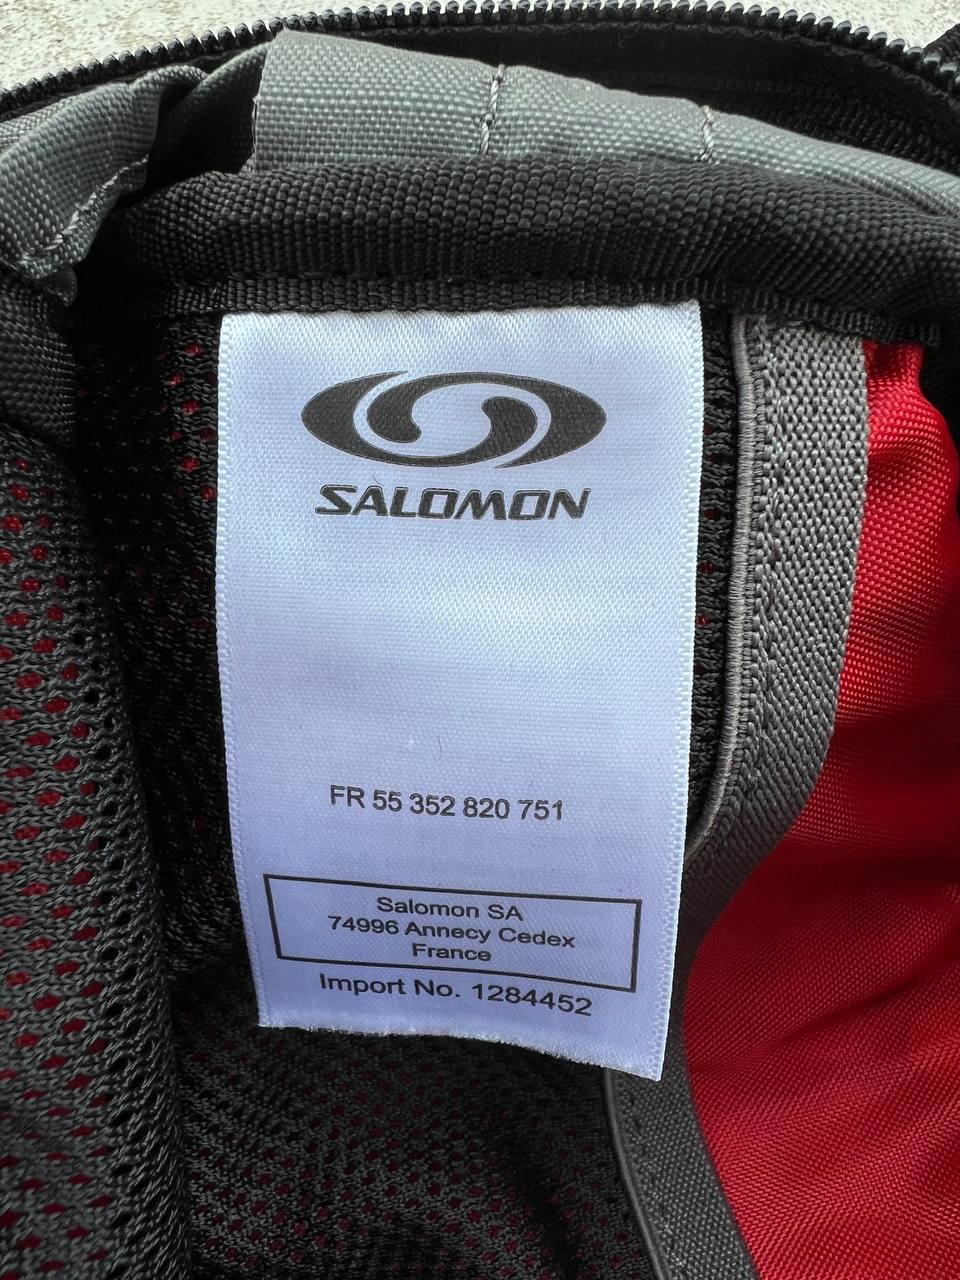 SALOMON
FR 55 352 820 751
Salomon SA
74996 Annecy Cedex
France
Import No. 1284452